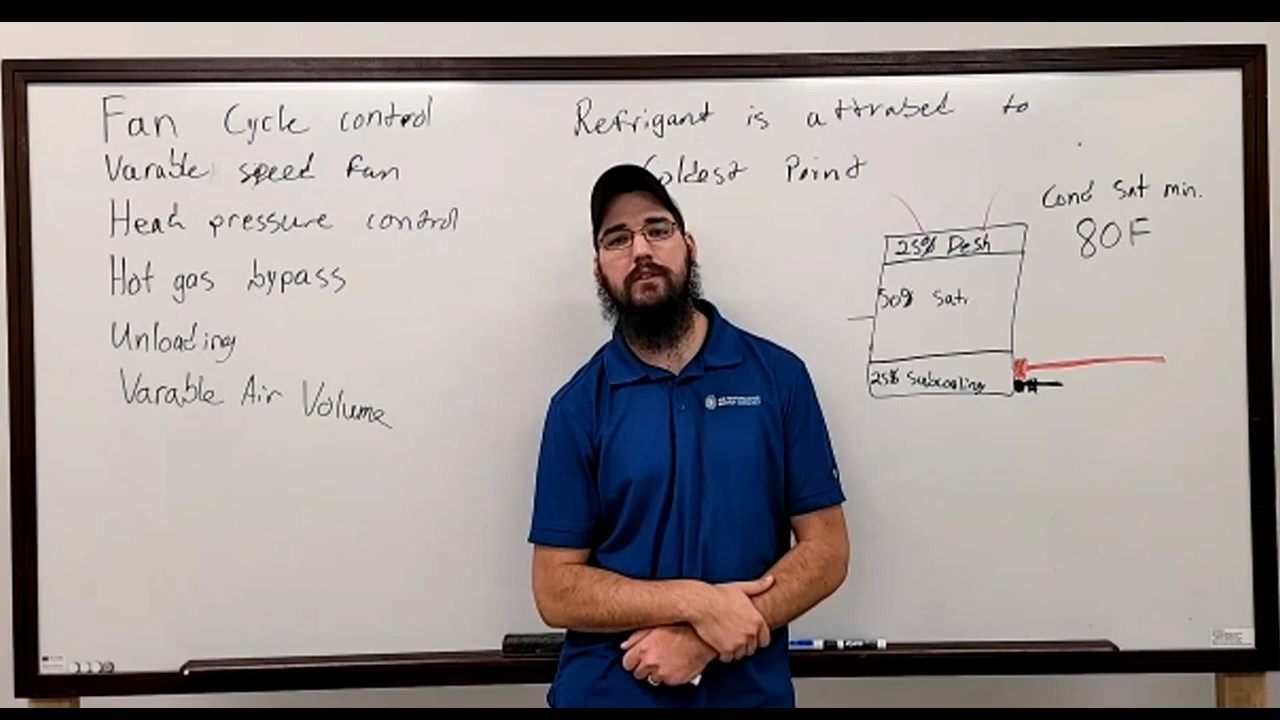 Fan Cycle control
Varable speed fan
Head pressure control
Hot gas bypass
Unloading
Varable Air Volume
Refrigant is attrabed to
Coldest Point
Cond Sat min.
80F
25% Desh
50% Sat
25% Subcooling